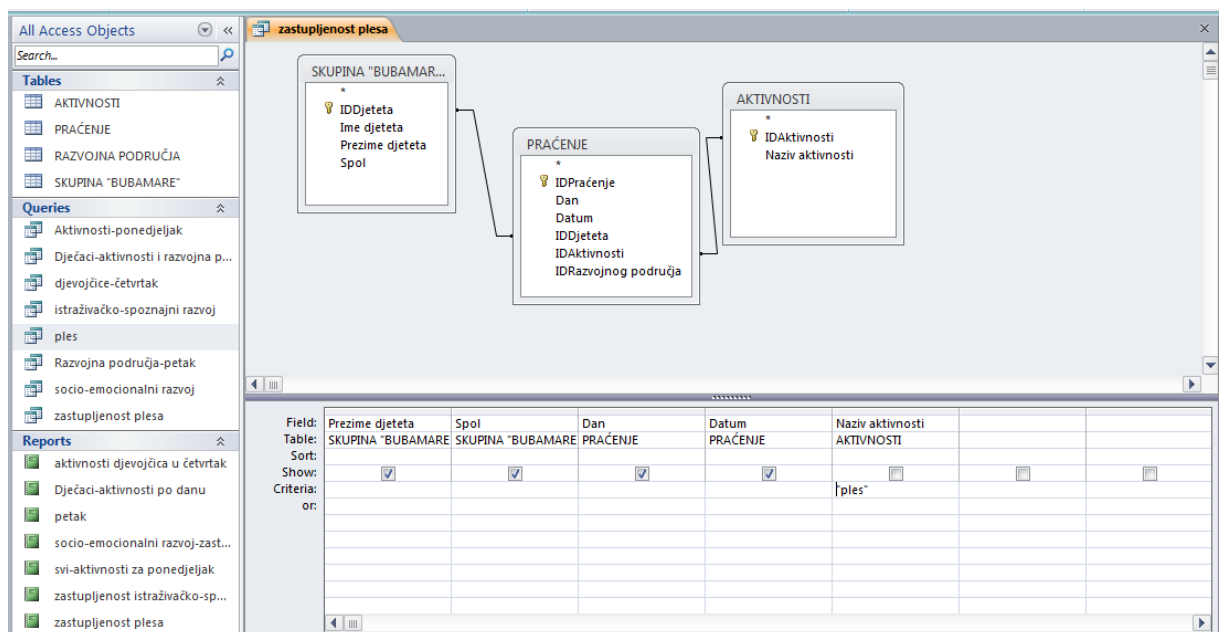 All Access Objects
Search...
Tables
AKTIVNOSTI
PRAĆENJE
RAZVOJNA PODRUČJA
SKUPINA "BUBAMARE"
Queries
Aktivnosti-ponedjeljak
Dječaci-aktivnosti i razvojna p...
djevojčice-četvrtak
istraživačko-spoznajni razvoj
ples
Razvojna područja-petak
socio-emocionalni razvoj
zastupljenost plesa
Reports
aktivnosti djevojčica u četvrtak
Dječaci-aktivnosti po danu
petak
socio-emocionalni razvoj-zast...
svi-aktivnosti za ponedjeljak
zastupljenost istraživačko-sp...
zastupljenost plesa
zastupljenost plesa
SKUPINA "BUBAMAR...
*
IDDjeteta
Ime djeteta
Prezime djeteta
Spol
PRAĆENJE
*
IDPraćenje
Dan
Datum
IDDjeteta
IDAktivnosti
IDRazvojnog područja
AKTIVNOSTI
*
IDAktivnosti
Naziv aktivnosti
Field: Prezime djeteta Spol Dan Datum Naziv aktivnosti
Table: SKUPINA "BUBAMARE SKUPINA "BUBAMARE PRAĆENJE PRAĆENJE AKTIVNOSTI
Sort:
Show:
Criteria: "ples"
or: